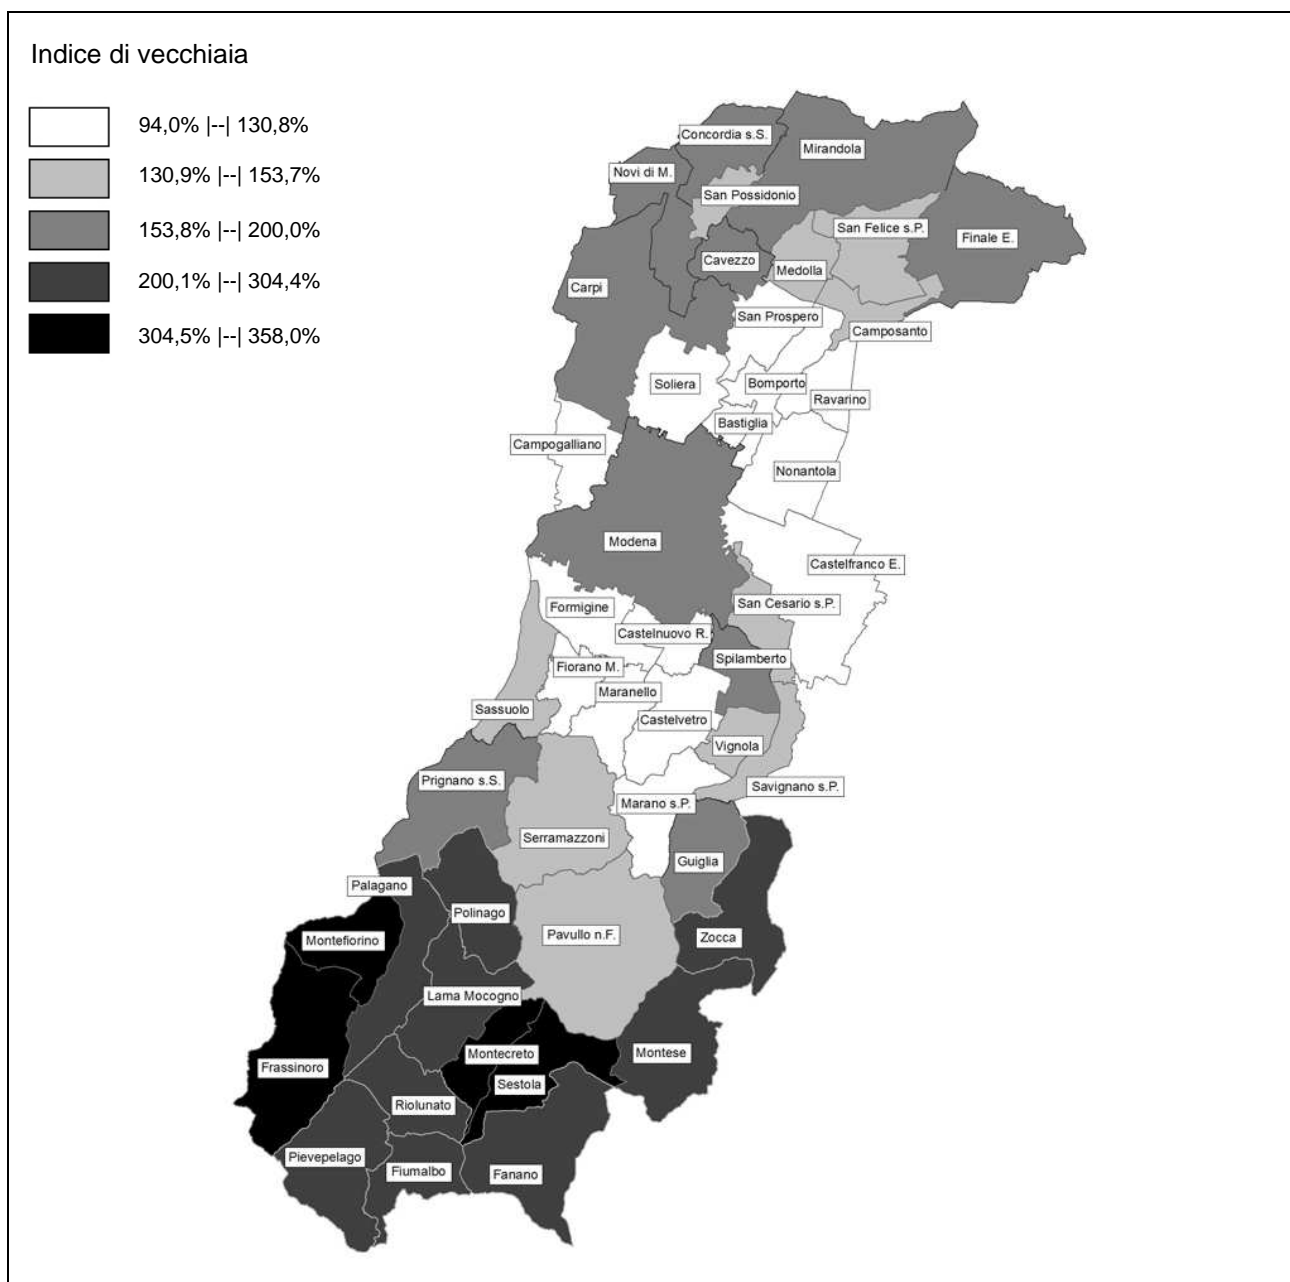 Indice di vecchiaia
94,0% |--| 130,8%
130,9% |--| 153,7%
153,8% |--| 200,0%
200,1% |--| 304,4%
304,5% |--| 358,0%
Concordia s.S.
Mirandola
Novi di M.
San Possidonio
San Felice s.P.
Finale E.
Cavezzo
Medolla
Carpi
San Prospero
Camposanto
Soliera
Bomporto
Ravarino
Bastiglia
Campogalliano
Nonantola
Modena
Castelfranco E.
Formigine
San Cesario s.P.
Castelnuovo R.
Spilamberto
Fiorano M.
Maranello
Sassuolo
Castelvetro
Vignola
Prignano s.S.
Savignano s.P.
Marano s.P.
Serramazzoni
Guiglia
Palagano
Polinago
Pavullo n.F.
Zocca
Montefiorino
Lama Mocogno
Montecreto
Montese
Frassinoro
Sestola
Riolunato
Pievepelago
Fiumalbo
Fanano